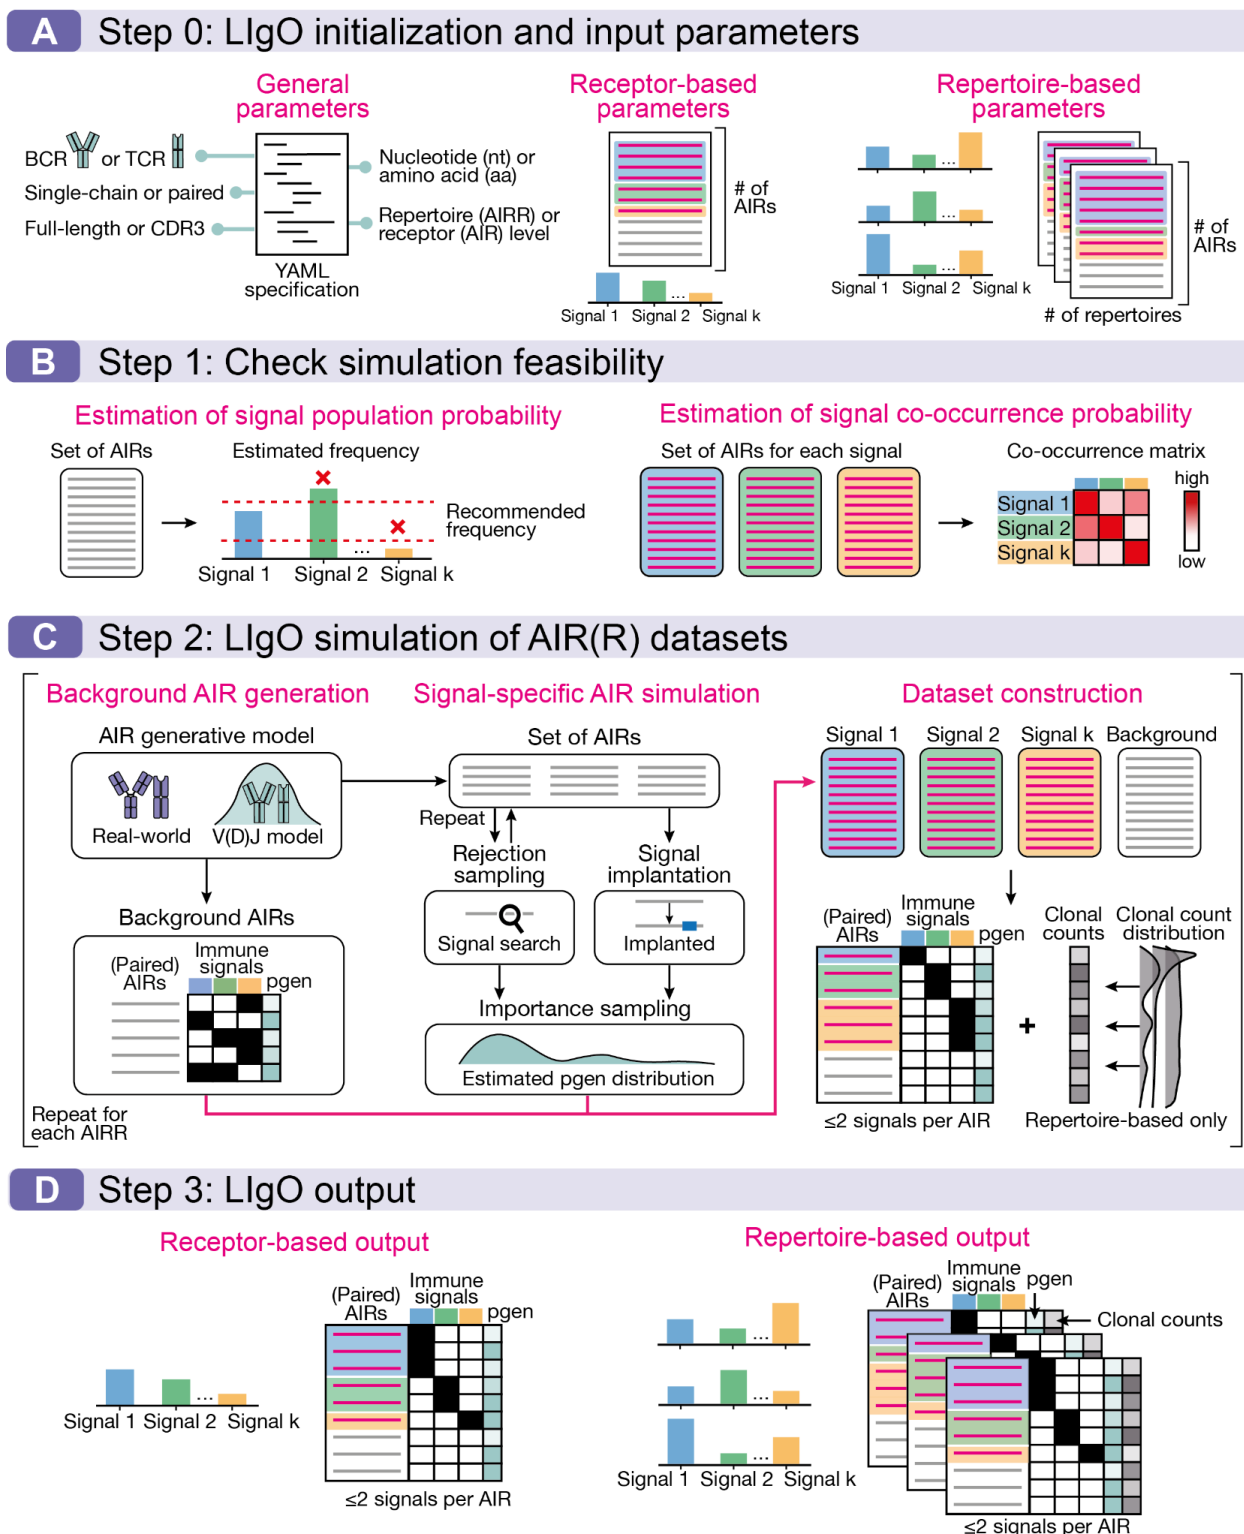 A Step 0: LIgO initialization and input parameters
General
parameters
BCR or TCR
Single-chain or paired
Full-length or CDR3
Nucleotide (nt) or
amino acid (aa)
Repertoire (AIRR) or
receptor (AIR) level
YAML
specification
Receptor-based
parameters
# of
AIRs
Signal 1 Signal 2 ... Signal k
Repertoire-based
parameters
...
...
...
Signal 1 Signal 2 Signal k
# of
AIRs
# of repertoires
B Step 1: Check simulation feasibility
Estimation of signal population probability
Set of AIRs
Estimated frequency
Recommended
frequency
...
Signal 1 Signal 2 Signal k
Estimation of signal co-occurrence probability
Set of AIRs for each signal
Co-occurrence matrix
Signal 1
Signal 2
Signal k
high
low
C Step 2: LIgO simulation of AIR(R) datasets
Background AIR generation
AIR generative model
Real-world
V(D)J model
Background AIRs
(Paired)
AIRs
Immune
signals
pgen
Repeat for
each AIRR
Signal-specific AIR simulation
Set of AIRs
Repeat
Rejection
sampling
Signal search
Signal
implantation
Implanted
Importance sampling
Estimated pgen distribution
Dataset construction
Signal 1 Signal 2 Signal k Background
(Paired)
AIRs
Immune
signals
pgen
≤2 signals per AIR
+
Clonal
counts
Clonal count
distribution
Repertoire-based only
D Step 3: LIgO output
Receptor-based output
...
Signal 1 Signal 2 Signal k
(Paired)
AIRs
Immune
signals
pgen
≤2 signals per AIR
Repertoire-based output
...
...
...
Signal 1 Signal 2 Signal k
(Paired)
AIRs
Immune
signals
pgen
Clonal counts
≤2 signals per AIR